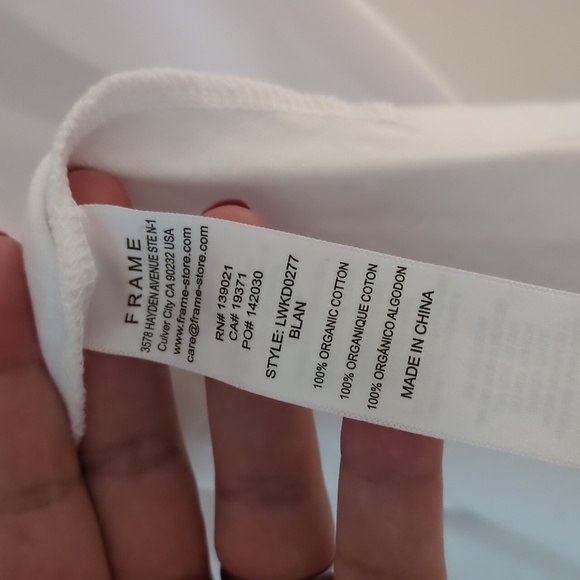 FRAME
3578 HAYDEN AVENUE STE N-1
Culver City CA 90232 USA
www.frame-store.com
care@frame-store.com
RN# 139021
CA# 19371
PO# 142030
STYLE: LWKD0277
BLAN
100% ORGANIC COTTON
100% ORGANIQUE COTON
100% ORGÁNICO ALGODON
MADE IN CHINA